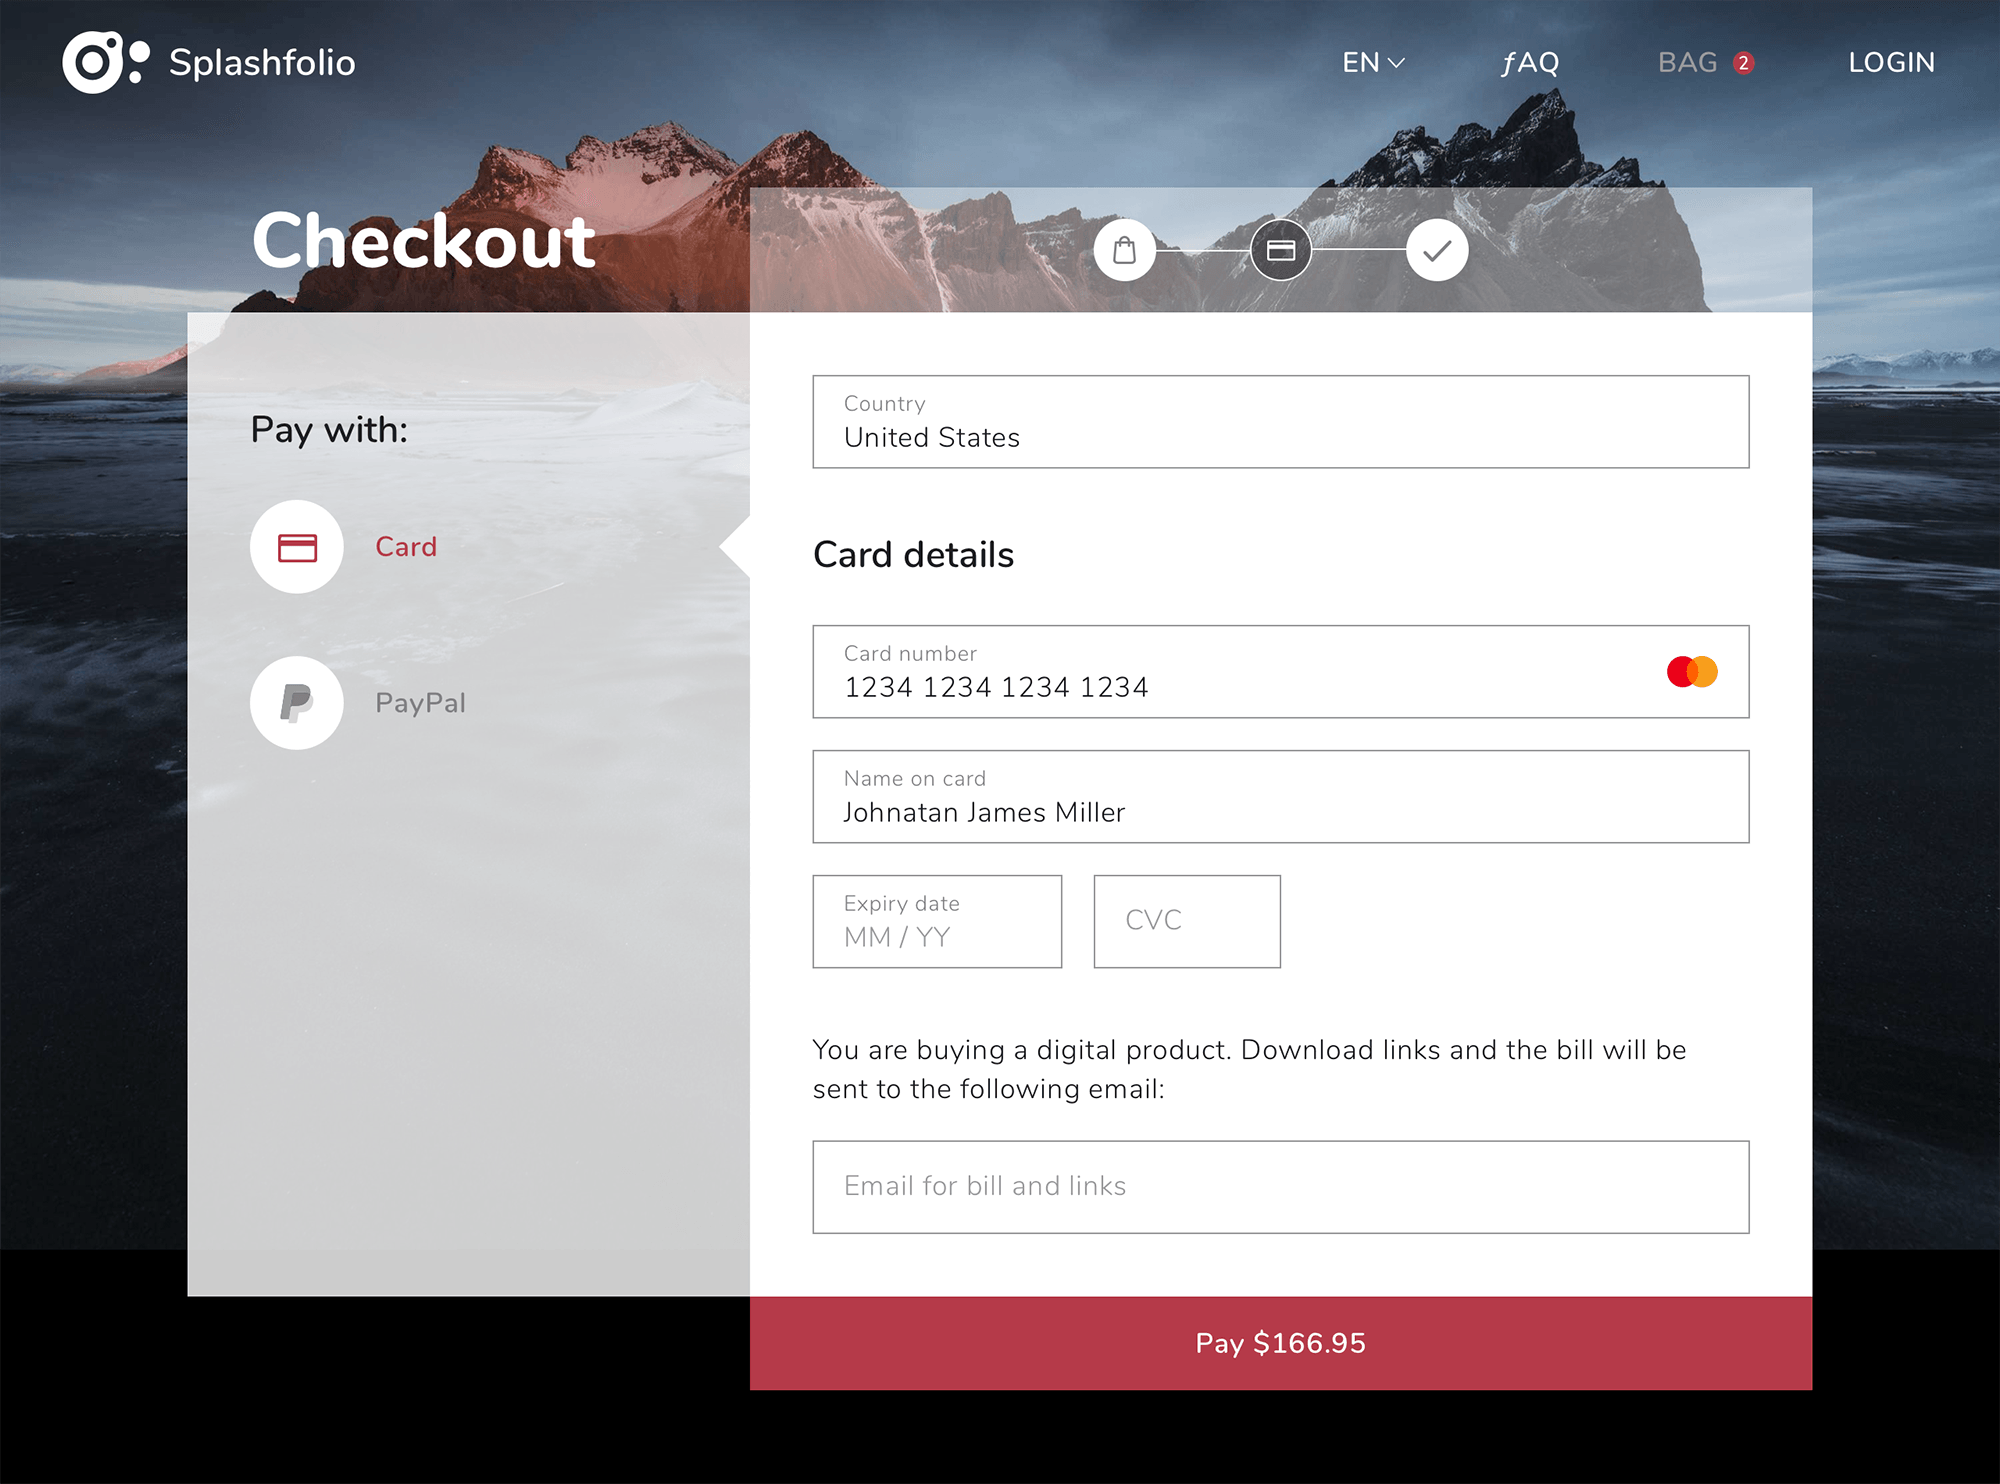 Splashfolio
EN
ƒAQ
BAG 2
LOGIN
Checkout
Pay with:
Card
PayPal
Country
United States
Card details
Card number
1234 1234 1234 1234
Name on card
Johnatan James Miller
Expiry date
MM / YY
CVC
You are buying a digital product. Download links and the bill will be
sent to the following email:
Email for bill and links
Pay $166.95